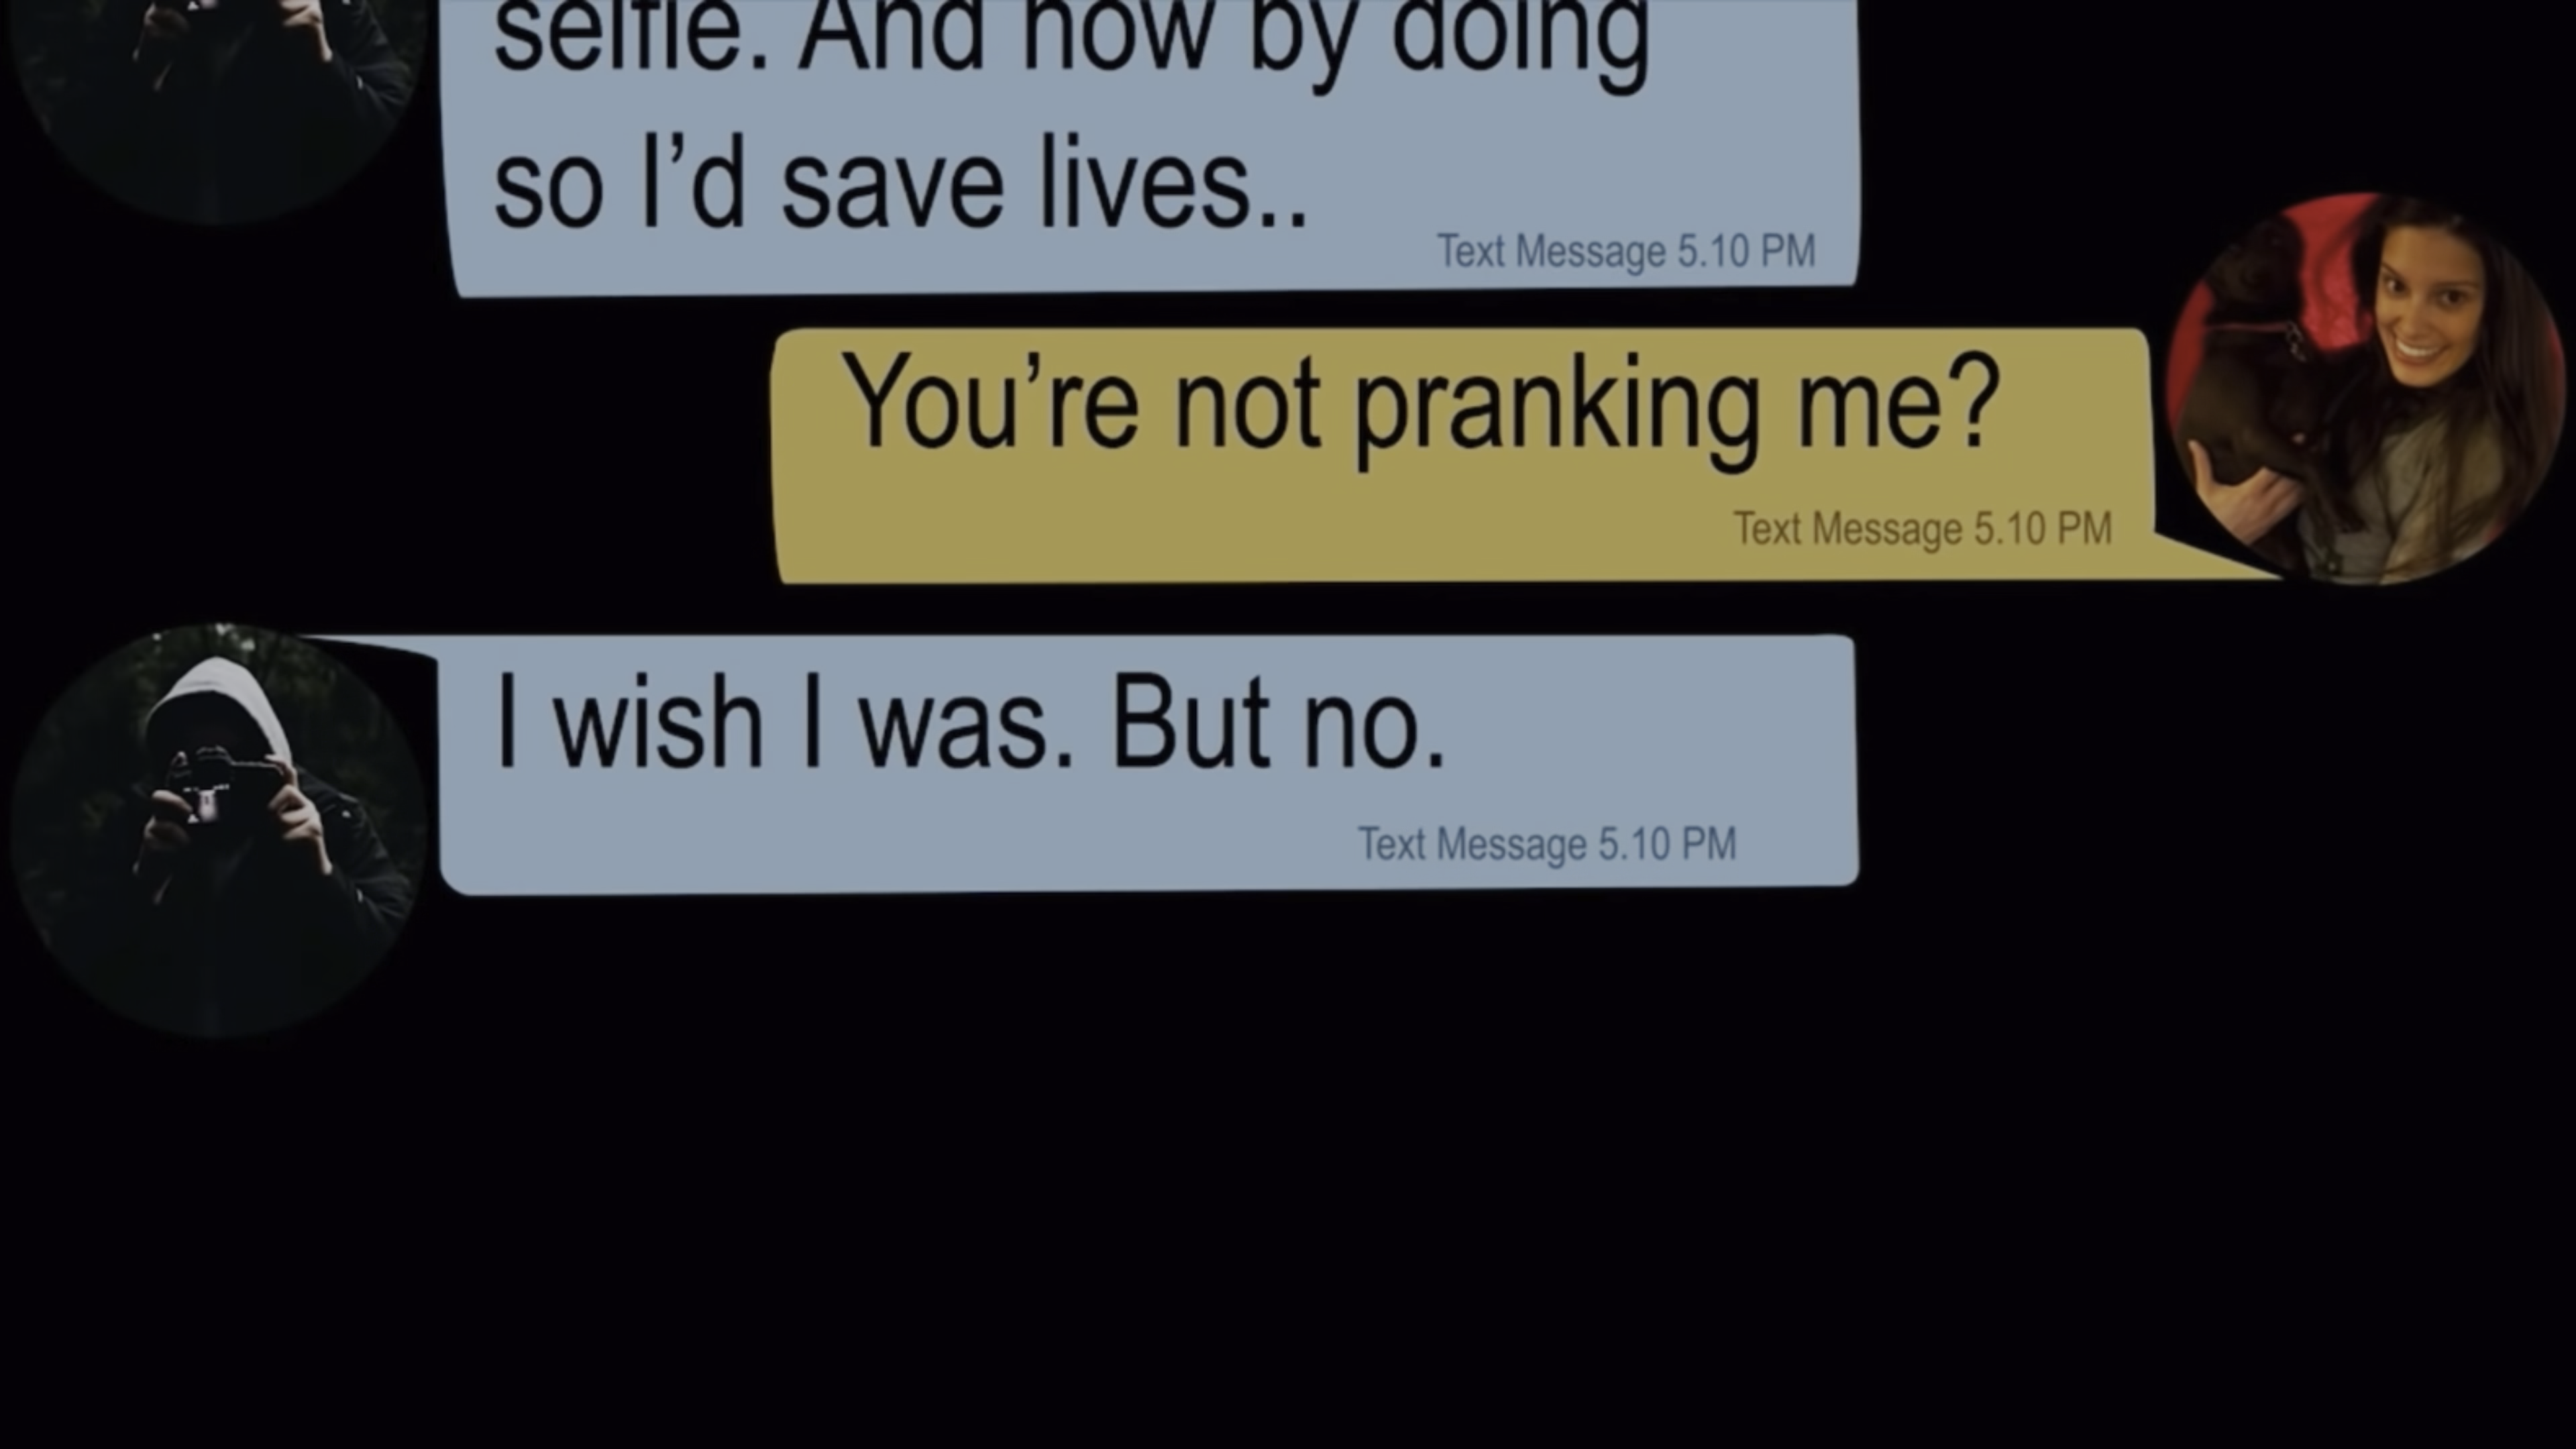 selfie. And how by doing
so I'd save lives..
Text Message 5.10 PM
You're not pranking me?
Text Message 5.10 PM
I wish I was. But no.
Text Message 5.10 PM